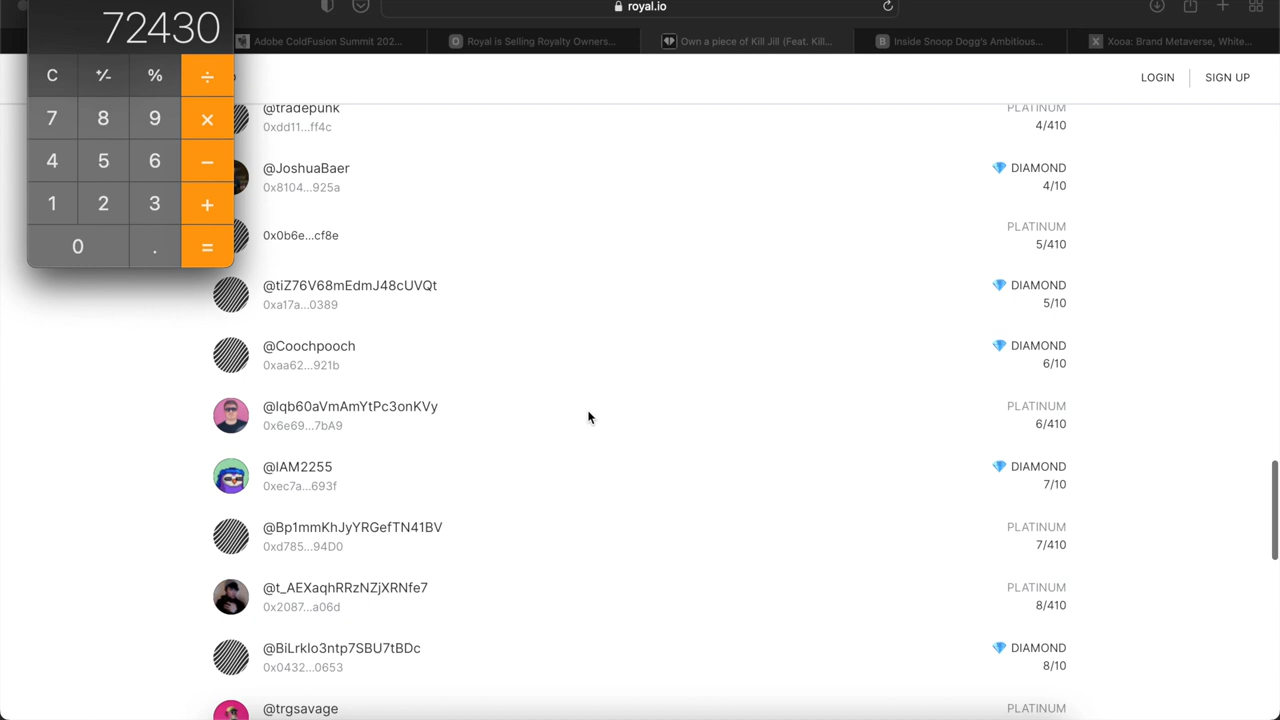 royal.io
72430
Adobe ColdFusion Summit 202...
Royal is Selling Royalty Owners...
Own a piece of Kill Jill (Feat. Kill...
Inside Snoop Dogg's Ambitious...
Xooa: Brand Metaverse, White...
C +/- % ÷
7 8 9 ×
4 5 6 −
1 2 3 +
0 . =
LOGIN
SIGN UP
@tradepunk
0xdd11...ff4c
PLATINUM
4/410
@JoshuaBaer
0x8104...925a
DIAMOND
4/10
0x0b6e...cf8e
PLATINUM
5/410
@tiZ76V68mEdmJ48cUVQt
0xa17a...0389
DIAMOND
5/10
@Coochpooch
0xaa62...921b
DIAMOND
6/10
@Iqb60aVmAmYtPc3onKVy
0x6e69...7bA9
PLATINUM
6/410
@IAM2255
0xec7a...693f
DIAMOND
7/10
@Bp1mmKhJyYRGefTN41BV
0xd785...94D0
PLATINUM
7/410
@t_AEXaqhRRzNZjXRNfe7
0x2087...a06d
PLATINUM
8/410
@BiLrklo3ntp7SBU7tBDc
0x0432...0653
DIAMOND
8/10
@trgsavage
PLATINUM